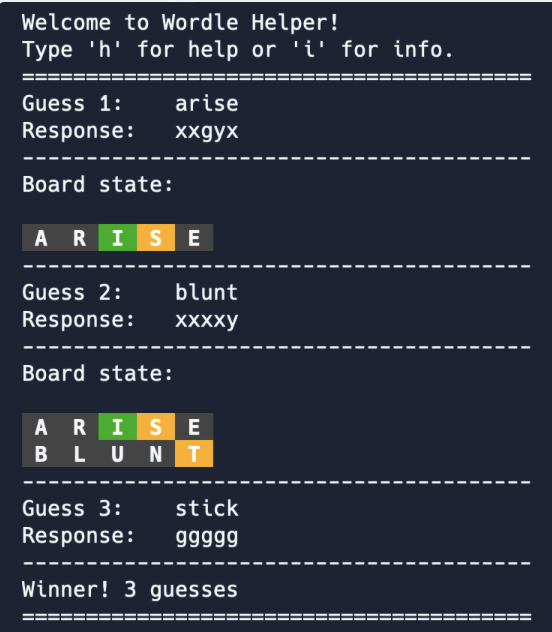 Welcome to Wordle Helper!
Type 'h' for help or 'i' for info.
========================================
Guess 1:    arise
Response:   xxgyx
----------------------------------------
Board state:
A R I S E
----------------------------------------
Guess 2:    blunt
Response:   xxxxy
----------------------------------------
Board state:
A R I S E
B L U N T
----------------------------------------
Guess 3:    stick
Response:   ggggg
----------------------------------------
Winner! 3 guesses
========================================